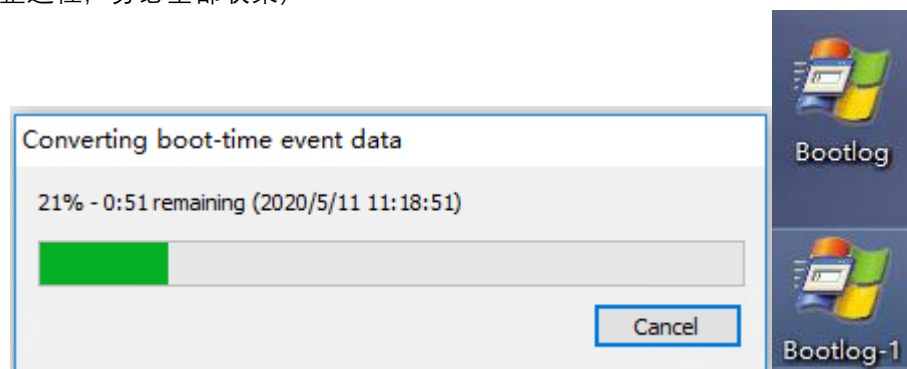 Converting boot-time event data
21% - 0:51 remaining (2020/5/11 11:18:51)
Cancel
Bootlog
Bootlog-1